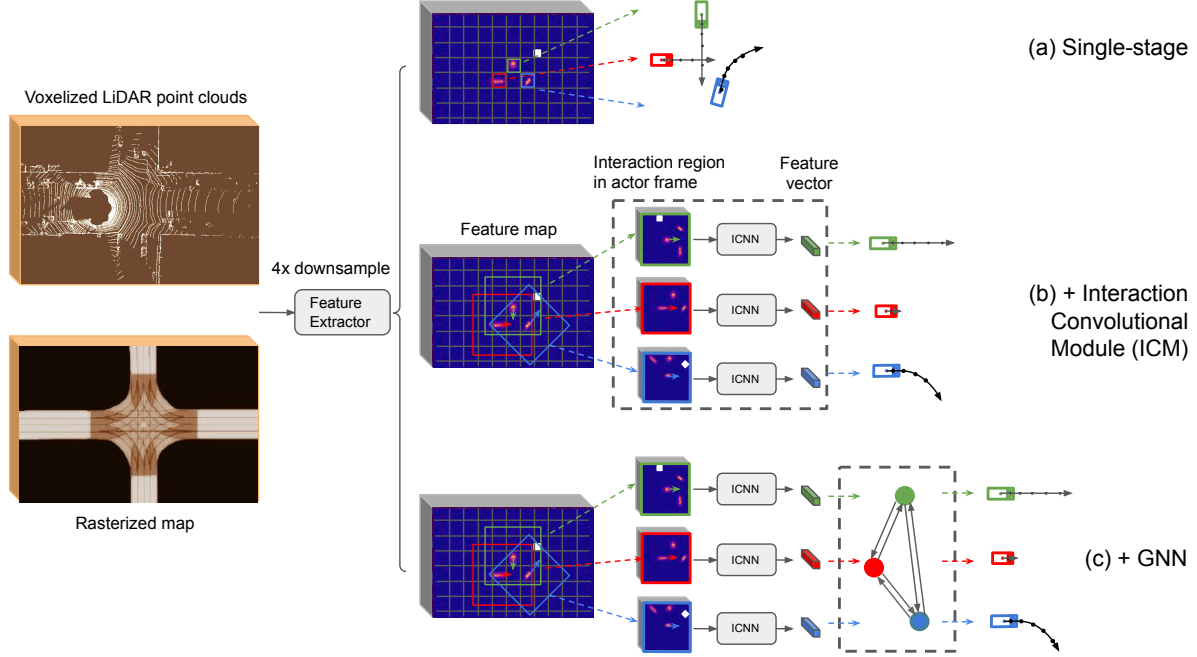 (a) Single-stage
Voxelized LiDAR point clouds
Interaction region
in actor frame
Feature
vector
ICNN
Feature map
4x downsample
Feature
Extractor
ICNN
(b) + Interaction
Convolutional
Module (ICM)
ICNN
ICNN
Rasterized map
ICNN
(c) + GNN
ICNN